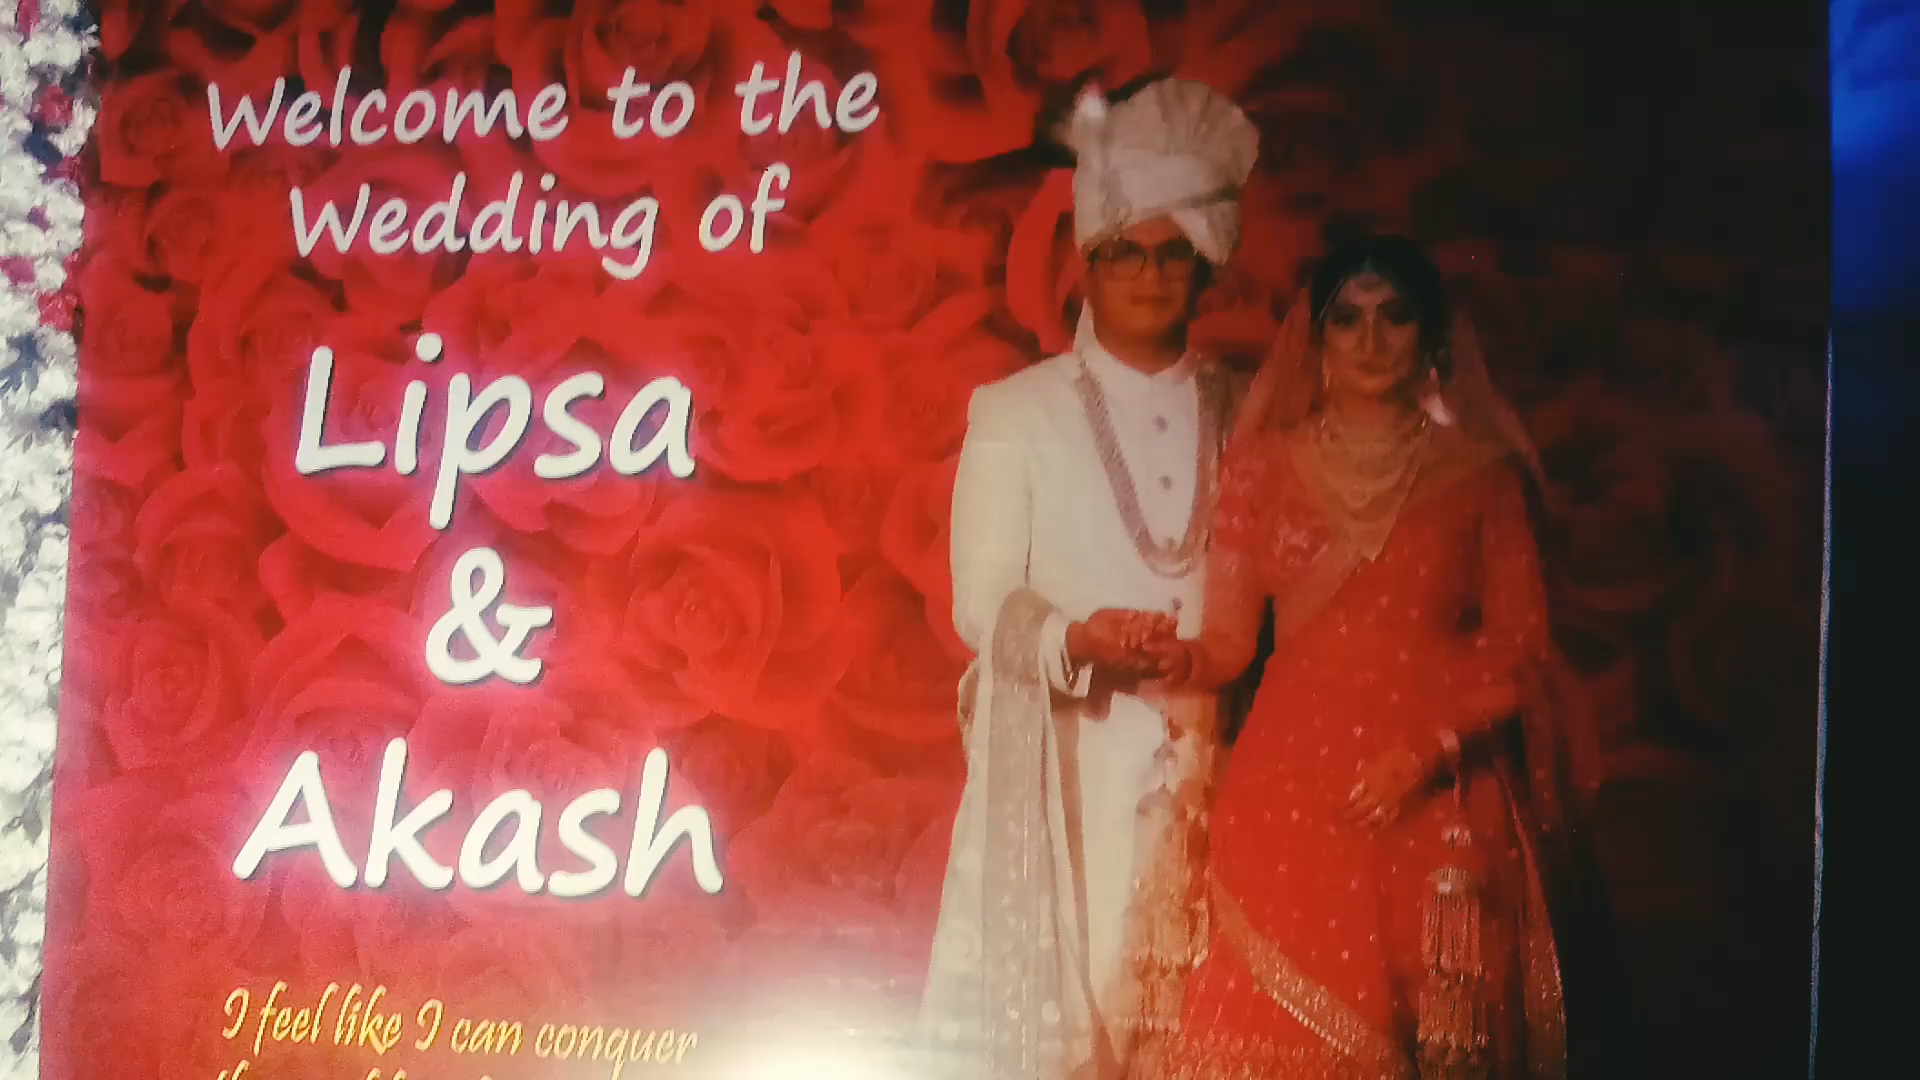 Welcome to the
Wedding of
Lipsa
&
Akash
I feel like I can conquer